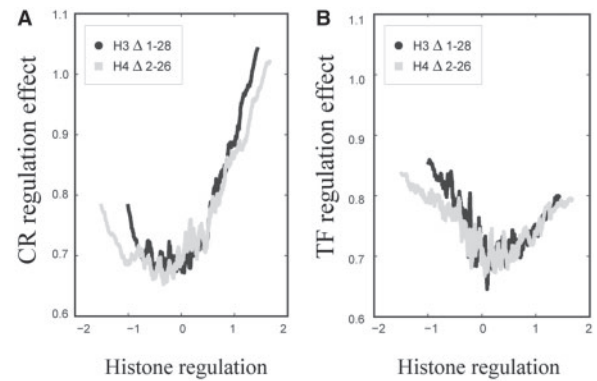 A
CR regulation effect
1.1
1.0
0.9
0.8
0.7
0.6
H3 Δ 1-28
H4 Δ 2-26
−2
−1
0
1
2
Histone regulation
B
TF regulation effect
1.1
1.0
0.9
0.8
0.7
0.6
H3 Δ 1-28
H4 Δ 2-26
−2
−1
0
1
2
Histone regulation